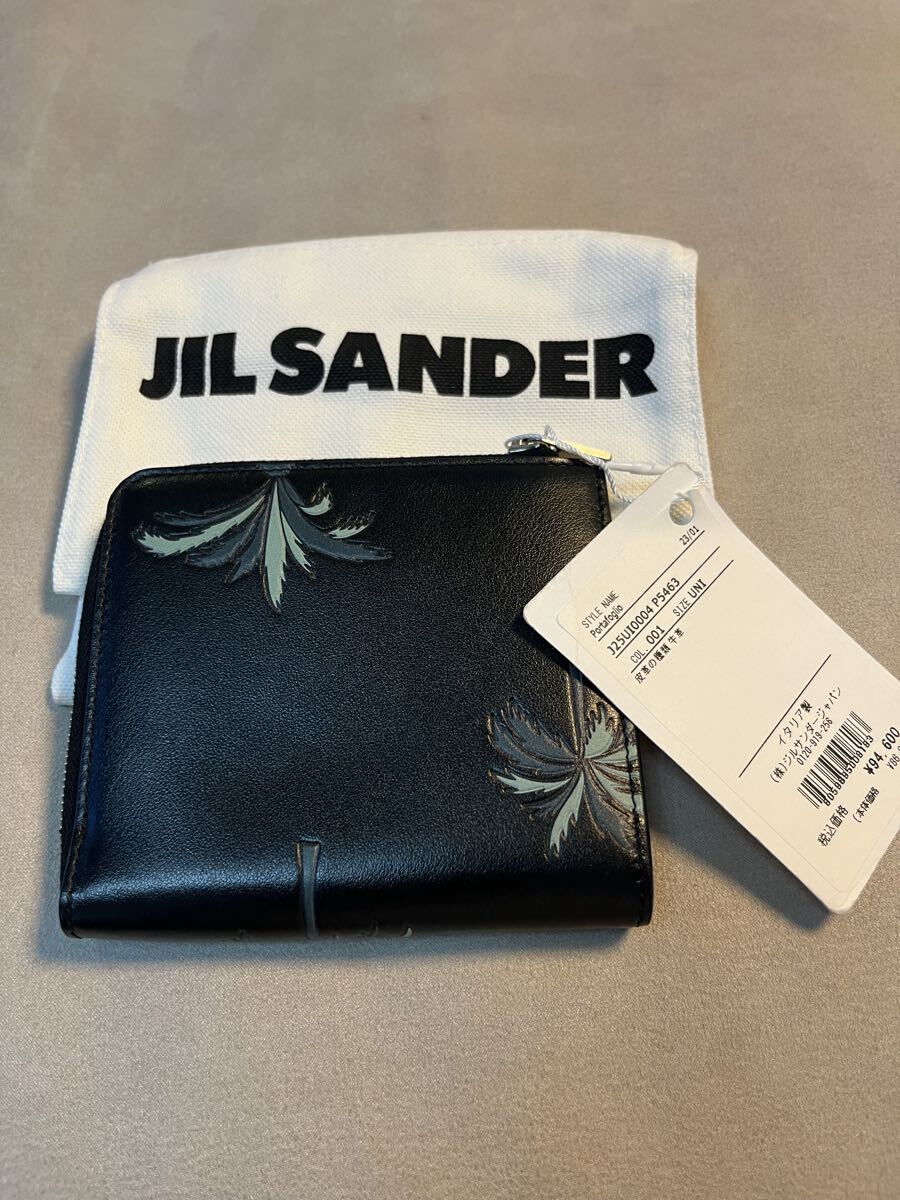 JIL SANDER
23/01
STYLE NAME
Portafoglio
J25UI0004 P5463
COL. 001 SIZE UNI
皮革の種類 牛革
イタリア製
(株)ジルサンダージャパン
0120-919-256
税込価格 ¥94,600
(本体価格